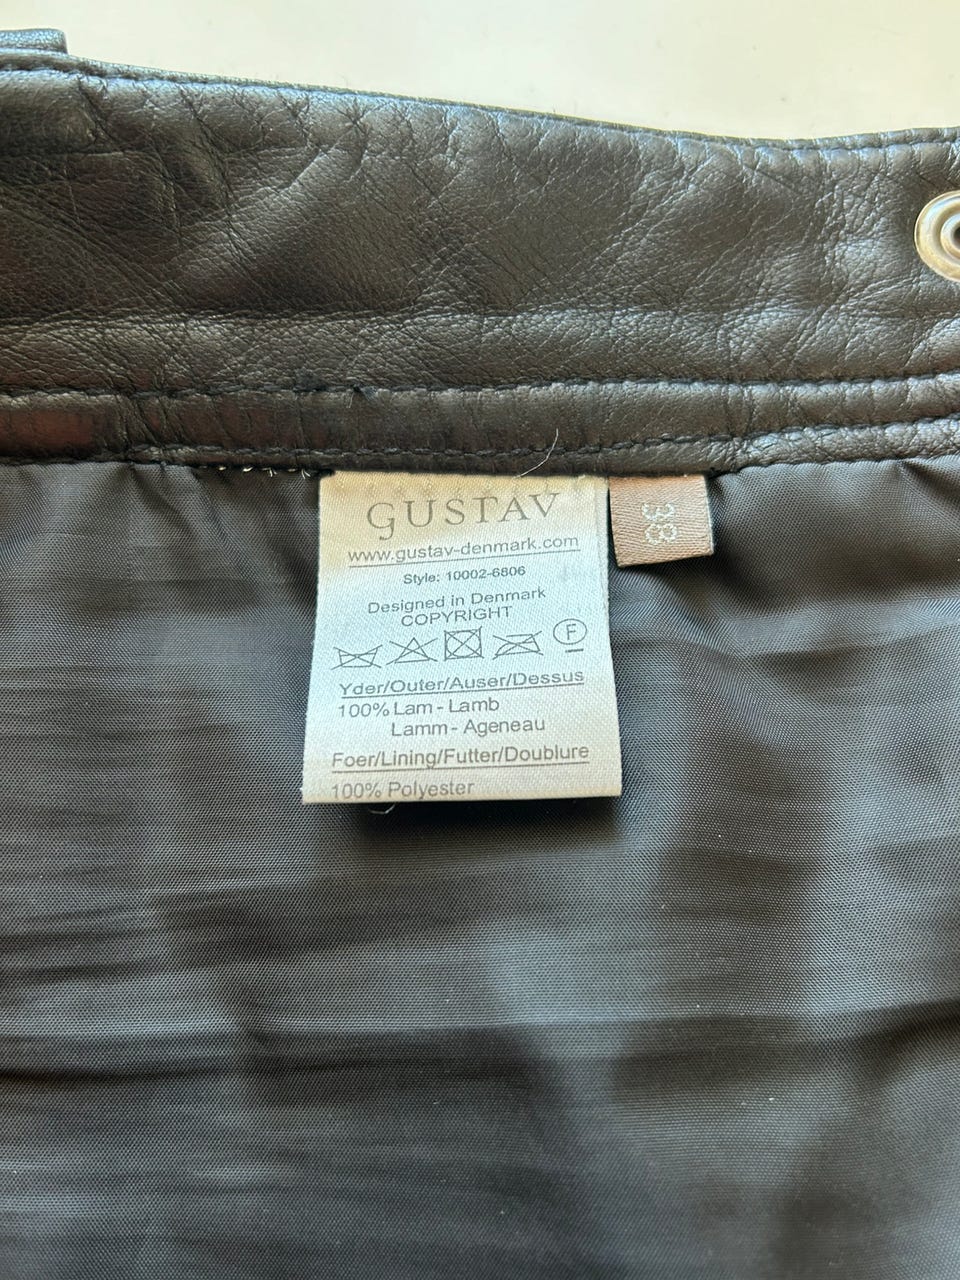 GUSTAV
www.gustav-denmark.com
Style: 10002-6806
Designed in Denmark
COPYRIGHT
F
Yder/Outer/Auser/Dessus
100% Lam - Lamb
Lamm - Ageneau
Foer/Lining/Futter/Doublure
100% Polyester
38